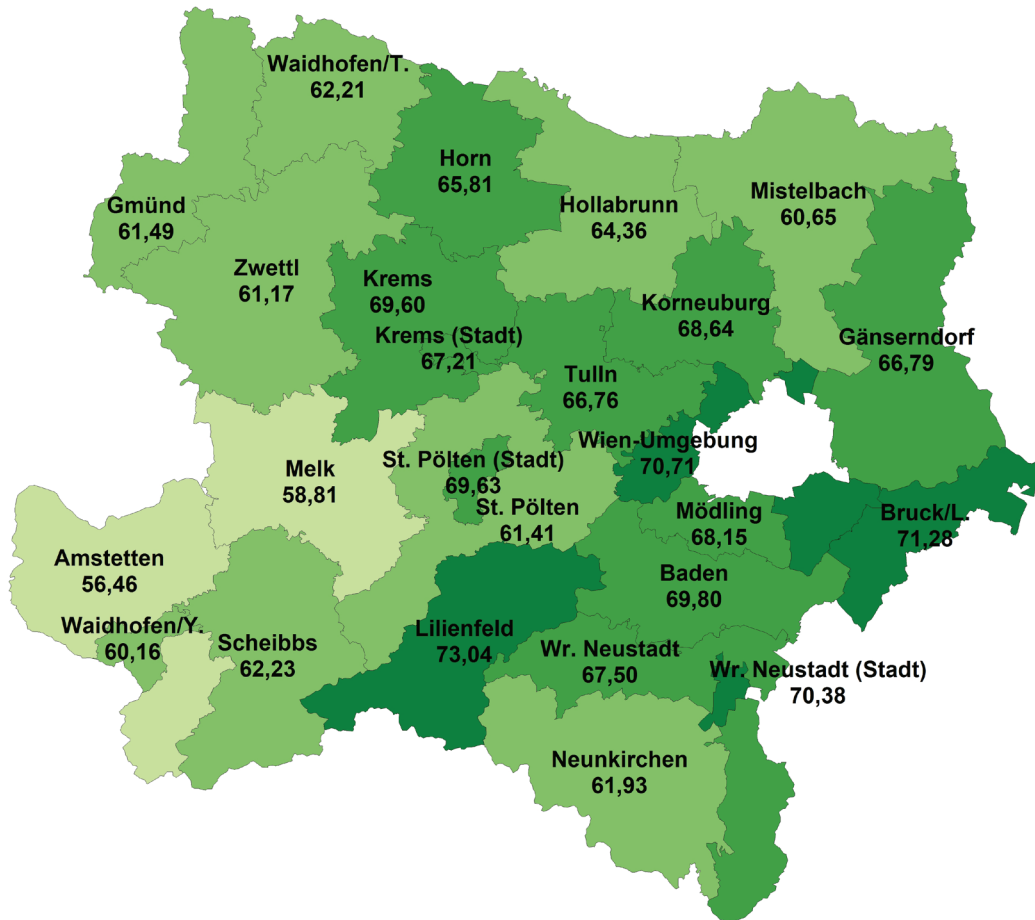 Waidhofen/T.
62,21
Horn
65,81
Gmünd
61,49
Hollabrunn
64,36
Mistelbach
60,65
Zwettl
61,17
Krems
69,60
Korneuburg
68,64
Krems (Stadt)
67,21
Gänserndorf
66,79
Tulln
66,76
Wien-Umgebung
70,71
St. Pölten (Stadt)
69,63
Melk
58,81
St. Pölten
61,41
Mödling
68,15
Bruck/L.
71,28
Amstetten
56,46
Baden
69,80
Waidhofen/Y.
60,16
Scheibbs
62,23
Lilienfeld
73,04
Wr. Neustadt
67,50
Wr. Neustadt (Stadt)
70,38
Neunkirchen
61,93